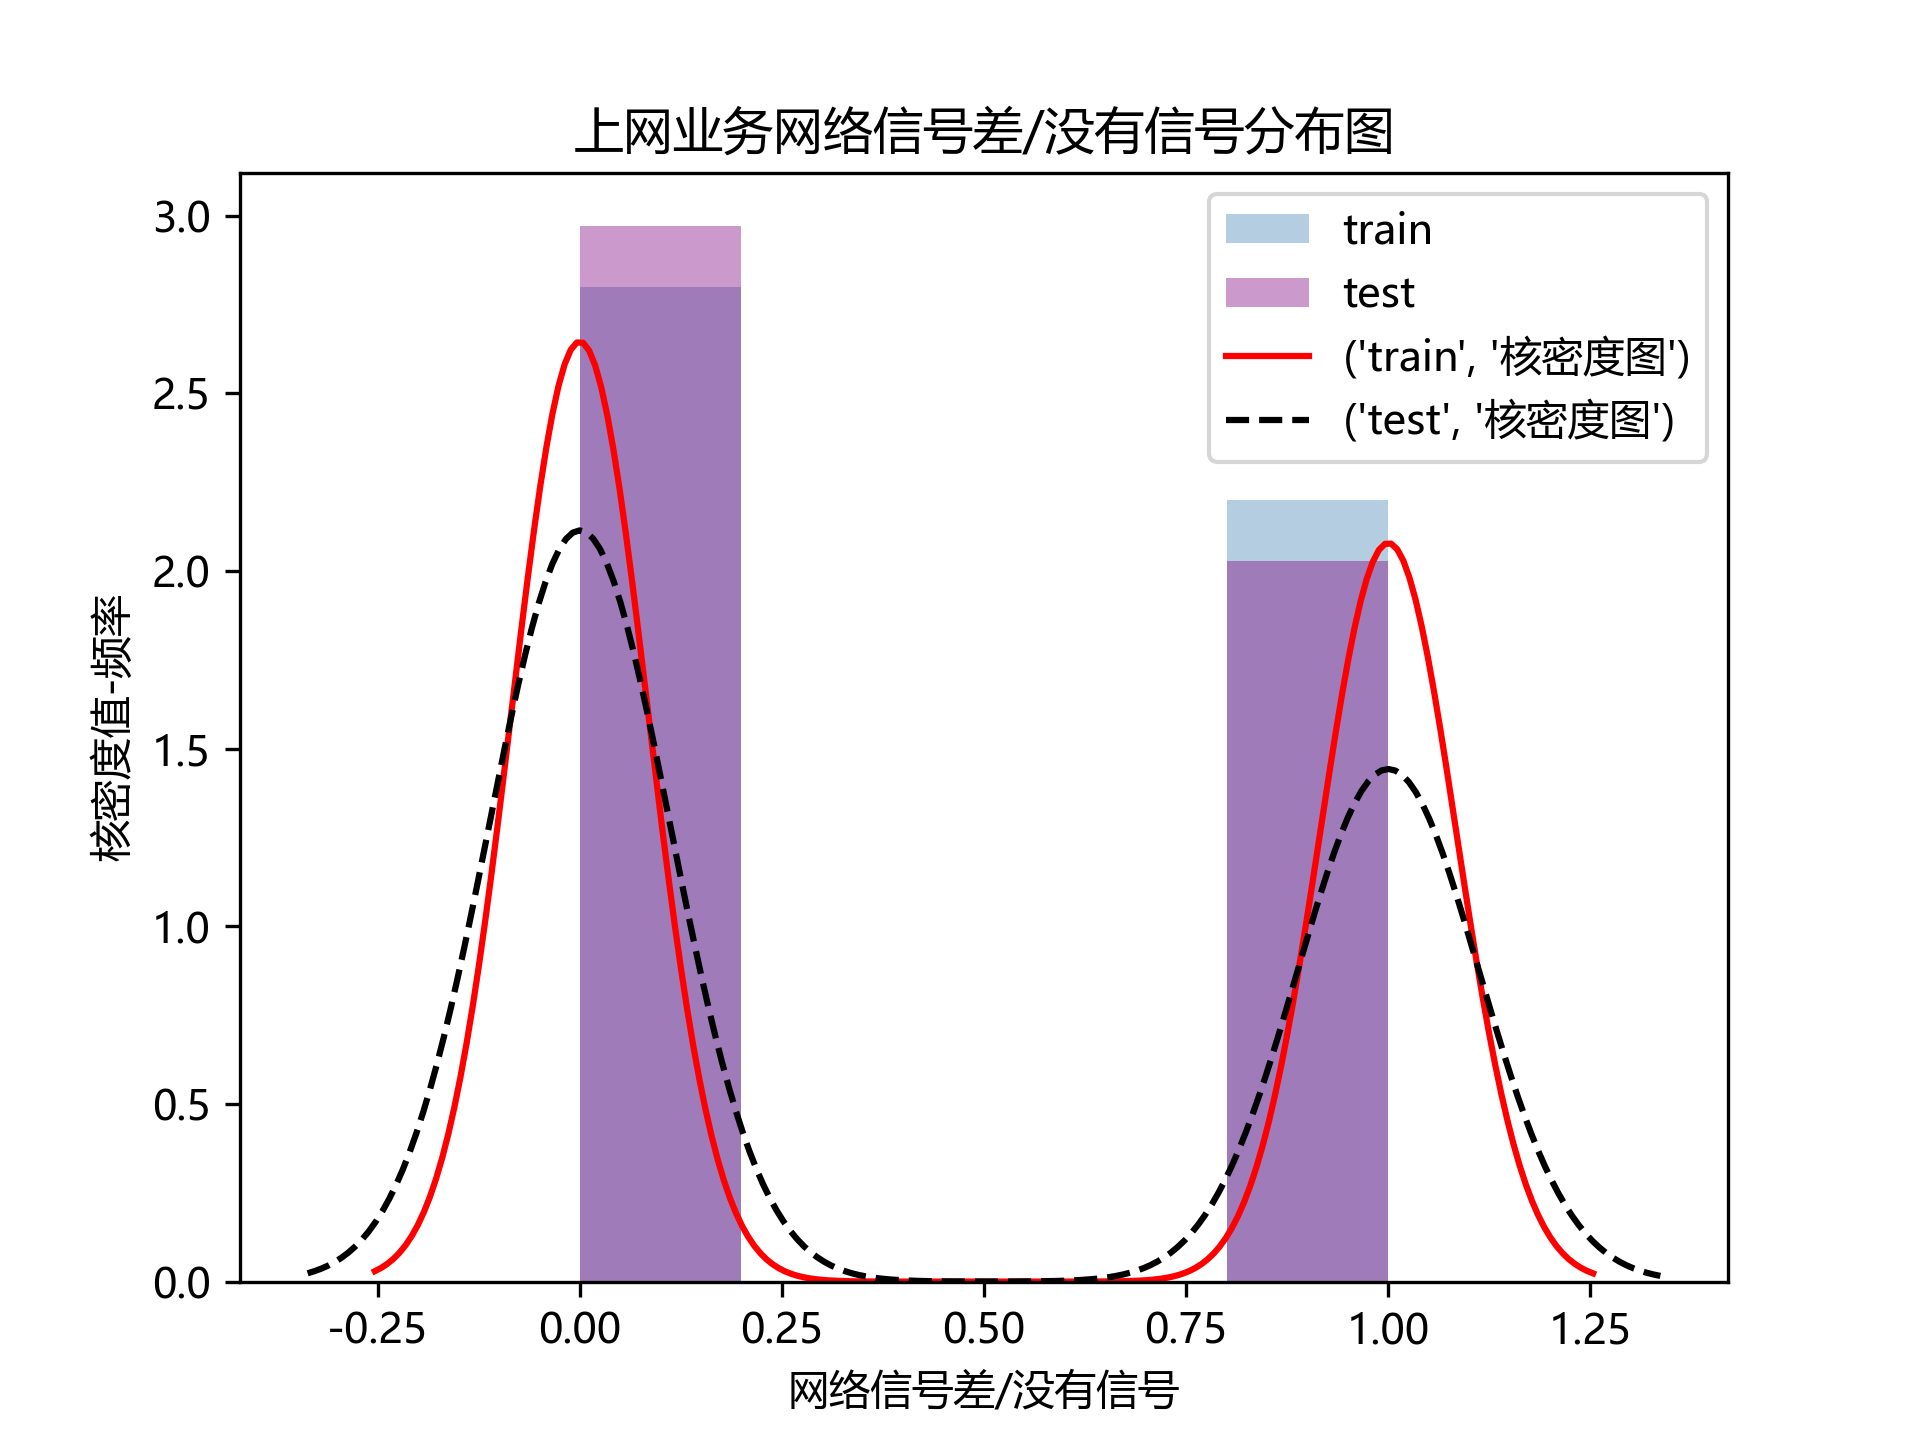 上网业务网络信号差/没有信号分布图
train
test
('train', '核密度图')
('test', '核密度图')
核密度值-频率
3.0
2.5
2.0
1.5
1.0
0.5
0.0
-0.25 0.00 0.25 0.50 0.75 1.00 1.25
网络信号差/没有信号